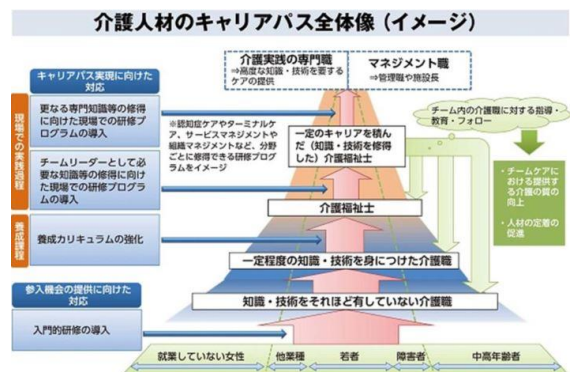 介護人材のキャリアパス全体像（イメージ）
介護実践の専門職
⇒高度な知識・技術を要する
ケアの提供
マネジメント職
⇒管理職や施設長
キャリアパス実現に向けた
対応
現場での実践過程
更なる専門知識等の修得
に向けた現場での研修プ
ログラムの導入
※認知症ケアやターミナルケ
ア、サービスマネジメントや
組織マネジメントなど、分野
ごとに修得できる研修プロ
グラムをイメージ
一定のキャリアを積ん
だ（知識・技術を修得
した）介護福祉士
チーム内の介護職に対する指導・
教育・フォロー
チームリーダーとして必
要な知識等の修得に向
けた現場での研修プログラム
の導入
介護福祉士
・チームケアに
おける提供す
る介護の質の
向上
・人材の定着の
促進
養成課程
養成カリキュラムの強化
一定程度の知識・技術を身につけた介護職
参入機会の提供に向けた
対応
知識・技術をそれほど有していない介護職
入門的研修の導入
就業していない女性
他業種
若者
障害者
中高年齢者